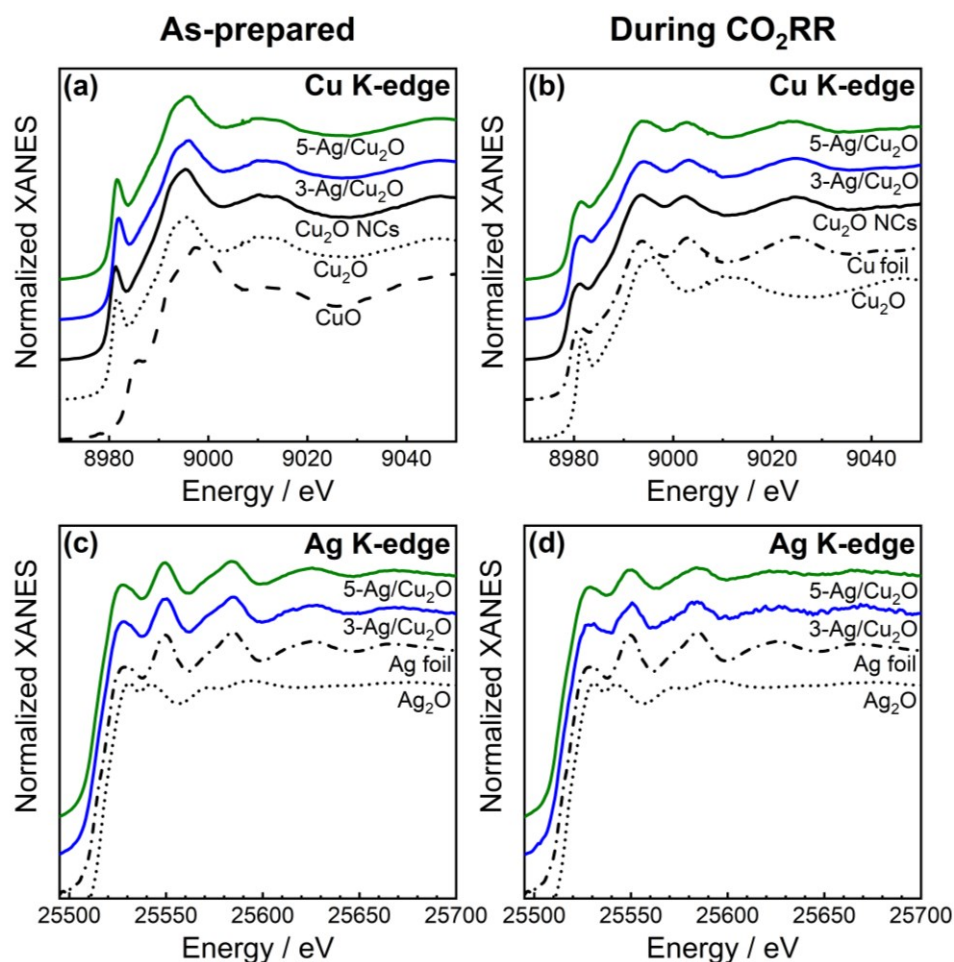 As-prepared
During CO₂RR
(a)
Cu K-edge
Normalized XANES
5-Ag/Cu₂O
3-Ag/Cu₂O
Cu₂O NCs
Cu₂O
CuO
8980 9000 9020 9040
Energy / eV
(b)
Cu K-edge
Normalized XANES
5-Ag/Cu₂O
3-Ag/Cu₂O
Cu₂O NCs
Cu foil
Cu₂O
8980 9000 9020 9040
Energy / eV
(c)
Ag K-edge
Normalized XANES
5-Ag/Cu₂O
3-Ag/Cu₂O
Ag foil
Ag₂O
25500 25550 25600 25650 25700
Energy / eV
(d)
Ag K-edge
Normalized XANES
5-Ag/Cu₂O
3-Ag/Cu₂O
Ag foil
Ag₂O
25500 25550 25600 25650 25700
Energy / eV